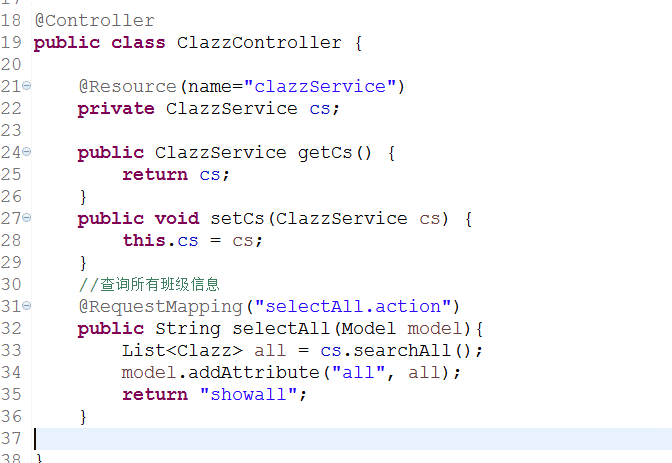 18 @Controller
19 public class ClazzController {
20
21 @Resource(name="clazzService")
22 private ClazzService cs;
23
24 public ClazzService getCs() {
25 return cs;
26 }
27 public void setCs(ClazzService cs) {
28 this.cs = cs;
29 }
30 //查询所有班级信息
31 @RequestMapping("selectAll.action")
32 public String selectAll(Model model){
33 List<Clazz> all = cs.searchAll();
34 model.addAttribute("all", all);
35 return "showall";
36 }
37
38 }